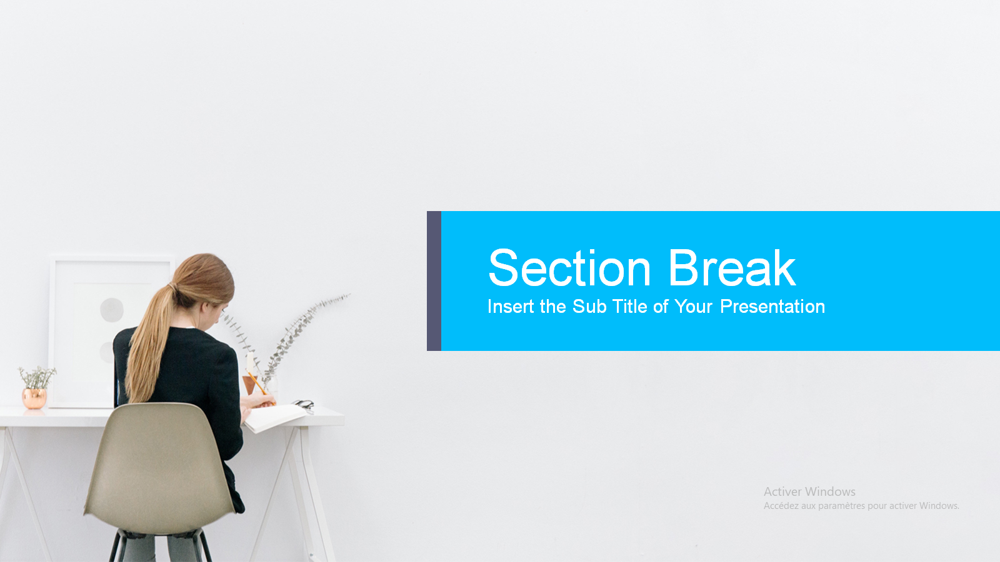 Section Break
Insert the Sub Title of Your Presentation
Activer Windows
Accédez aux paramètres pour activer Windows.